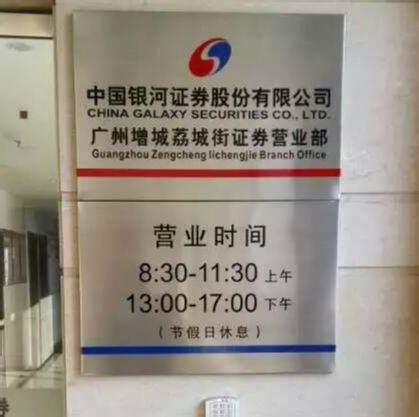 中国银河证券股份有限公司
CHINA GALAXY SECURITIES CO., LTD.
广州增城荔城街证券营业部
Guangzhou Zengcheng lichengjie Branch Office
营业时间
8:30-11:30 上午
13:00-17:00 下午
(节假日休息)